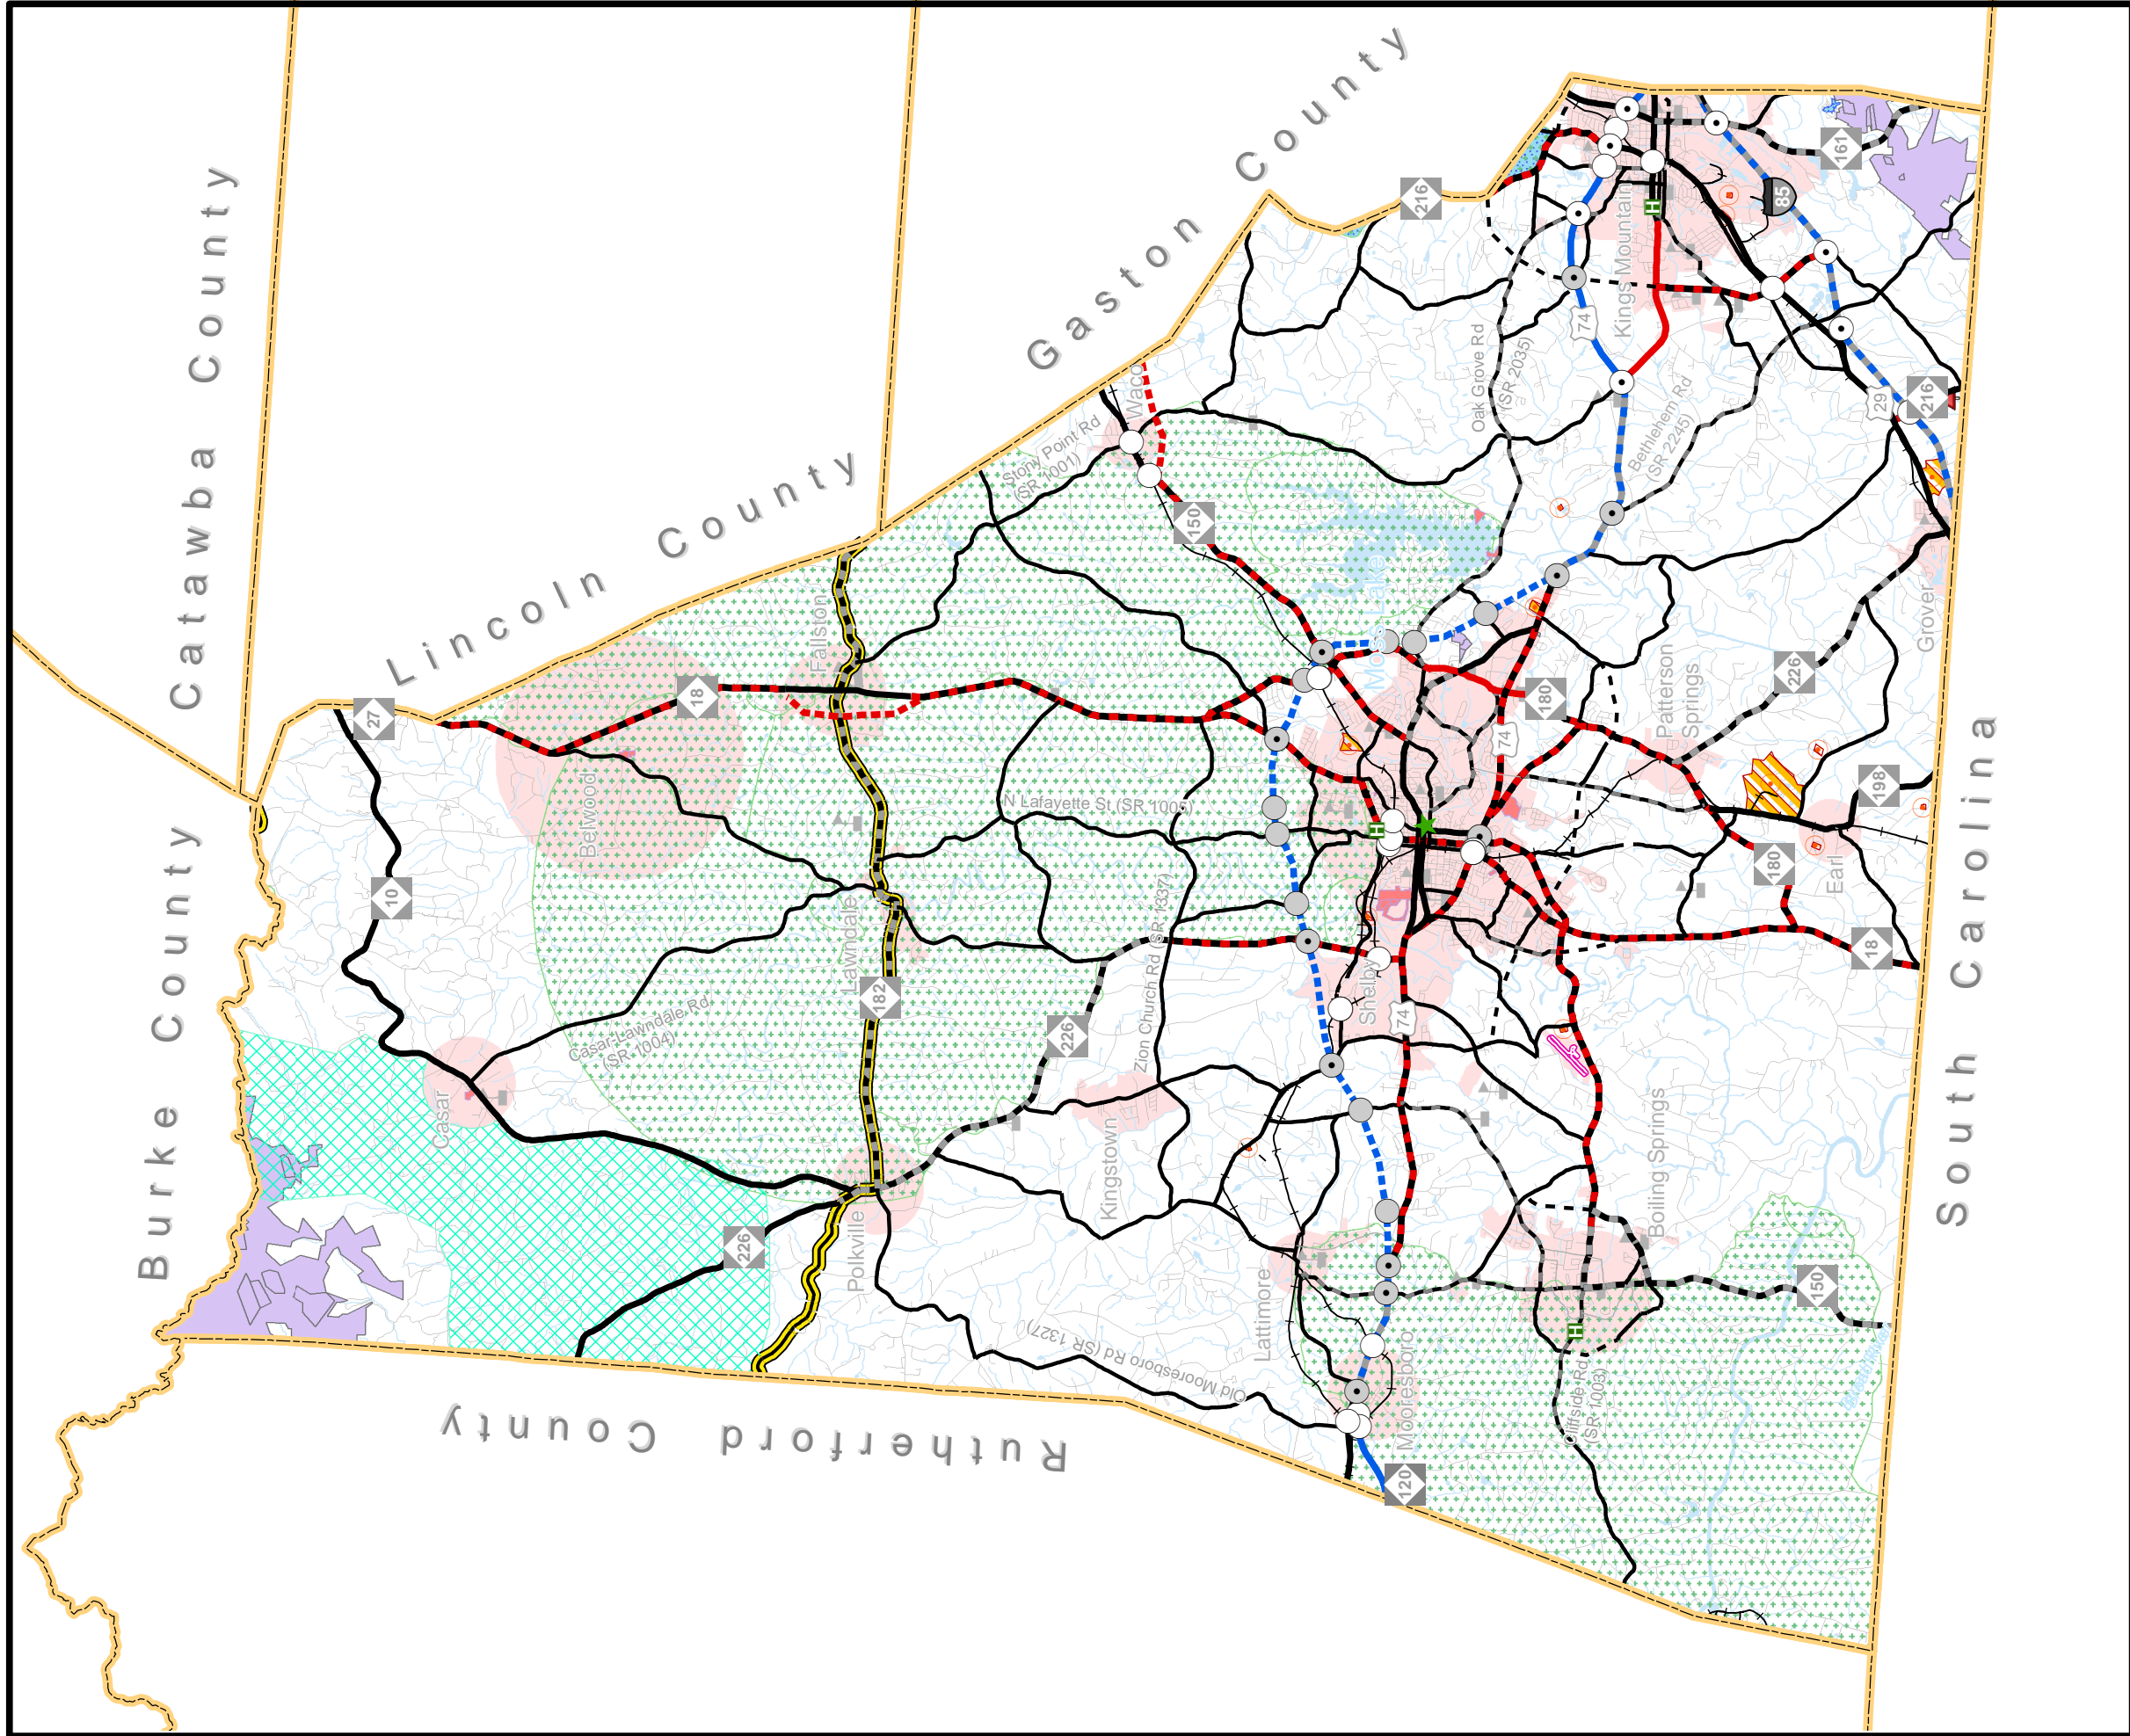 Catawba County
Lincoln County
Gaston County
Burke County
Rutherford County
South Carolina
27
10
18
Belwood
Fallston
Casar
Casar-Lawndale Rd
(SR 1004)
Lawndale
182
226
Polkville
Stony Point Rd
(SR 1001)
Waco
150
N Lafayette St (SR 1005)
Zion Church Rd (SR 1337)
226
Kingstown
Old Mooresboro Rd (SR 1327)
Lattimore
Mooresboro
120
Moss Lake
Shelby
74
74
180
216
Oak Grove Rd
(SR 2035)
74
Kings Mountain
H
85
161
Bethlehem Rd
(SR 2245)
29
216
Grover
Patterson
Springs
226
198
180
Earl
18
H
Boiling Springs
H
150
Cliffside Rd
(SR 1003)